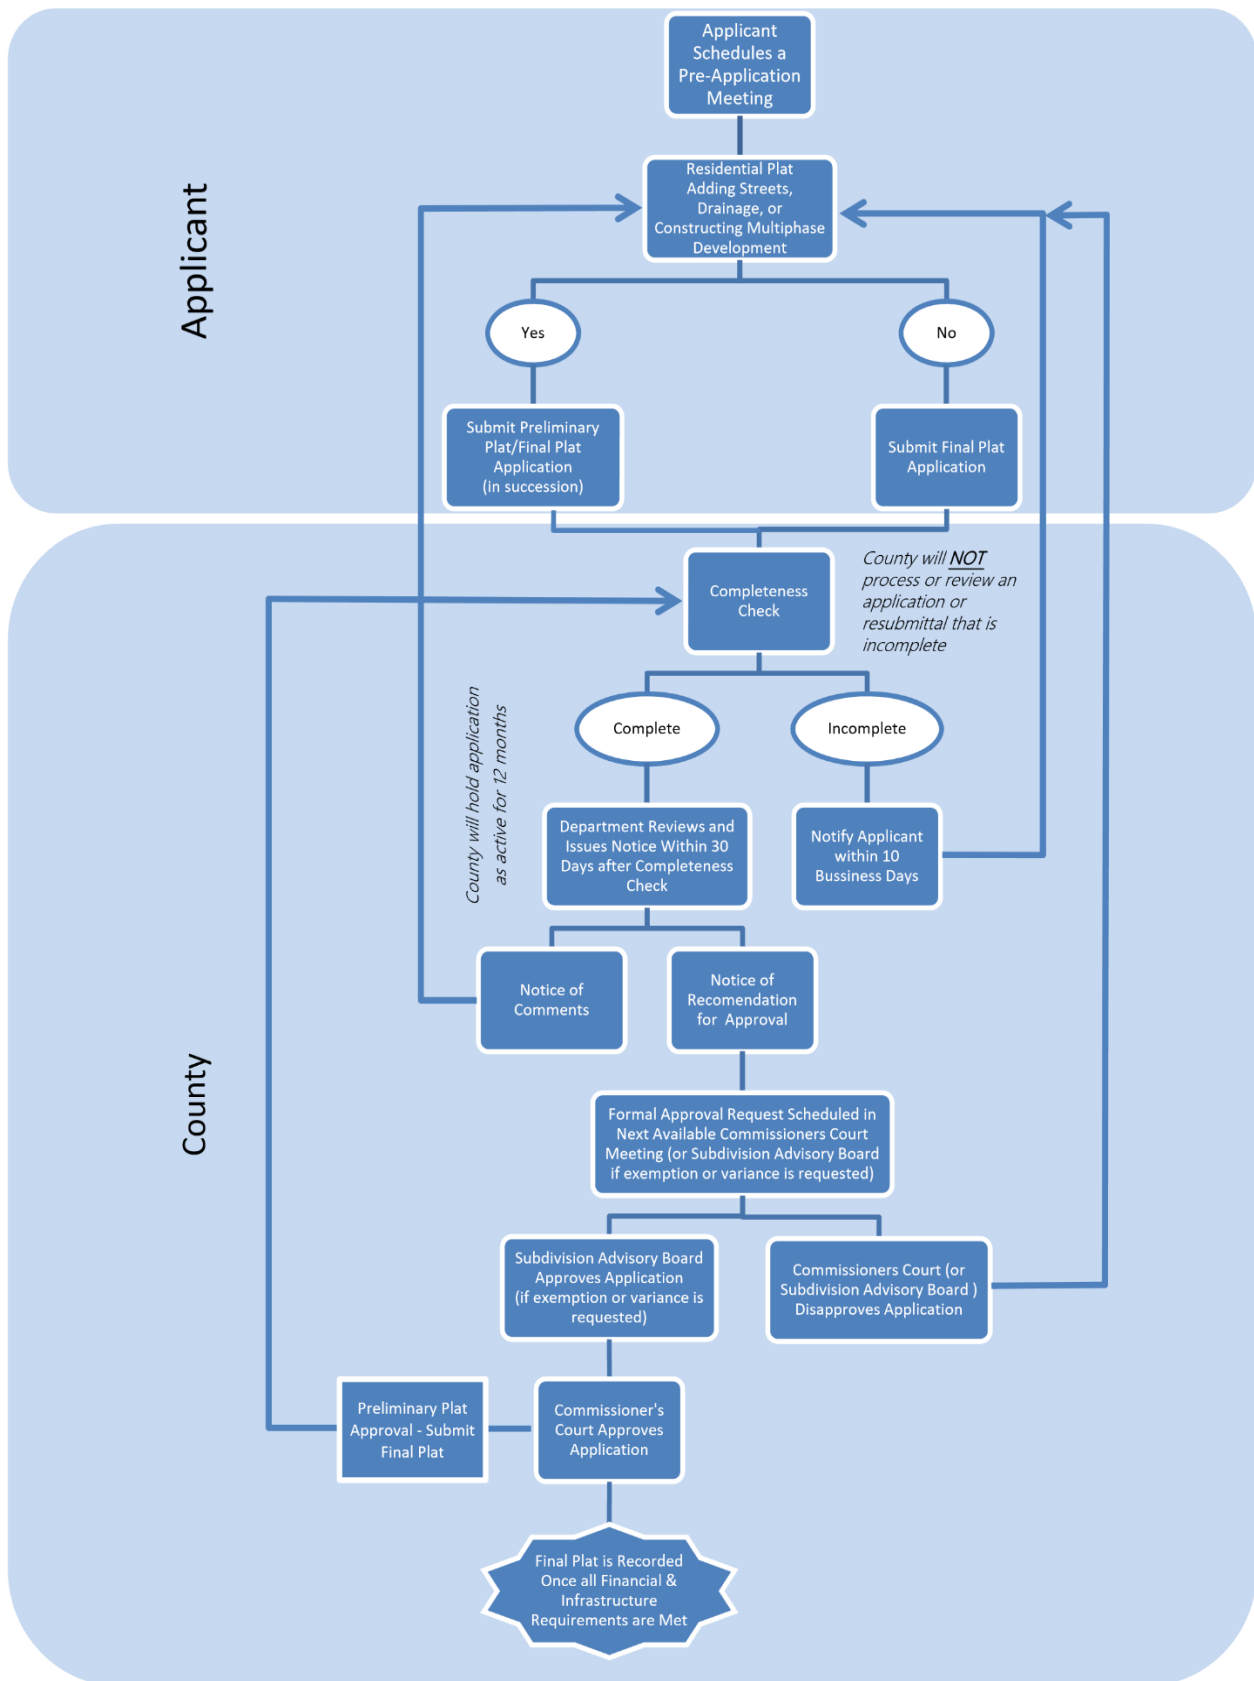 Applicant
Schedules a
Pre-Application
Meeting
Applicant
Residential Plat
Adding Streets,
Drainage, or
Constructing Multiphase
Development
Yes
No
Submit Preliminary
Plat/Final Plat
Application
(in succession)
Submit Final Plat
Application
County
Completeness
Check
County will NOT
process or review an
application or
resubmittal that is
incomplete
County will hold application
as active for 12 months
Complete
Incomplete
Department Reviews and
Issues Notice Within 30
Days after Completeness
Check
Notify Applicant
within 10
Bussiness Days
Notice of
Comments
Notice of
Recomendation
for Approval
Formal Approval Request Scheduled in
Next Available Commissioners Court
Meeting (or Subdivision Advisory Board
if exemption or variance is requested)
Subdivision Advisory Board
Approves Application
(if exemption or variance is
requested)
Commissioners Court (or
Subdivision Advisory Board )
Disapproves Application
Preliminary Plat
Approval - Submit
Final Plat
Commissioner's
Court Approves
Application
Final Plat is Recorded
Once all Financial &
Infrastructure
Requirements are Met